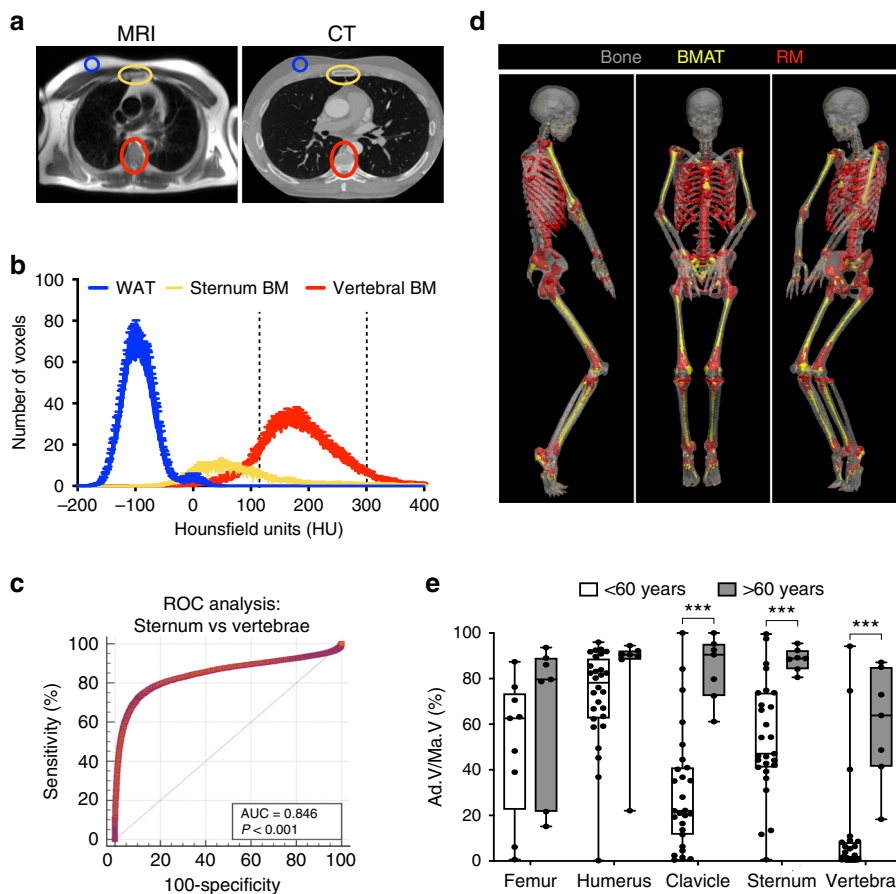 a
MRI
CT
b
WAT
Sternum BM
Vertebral BM
Number of voxels
100
80
60
40
20
0
–200
–100
0
100
200
300
400
Hounsfield units (HU)
c
ROC analysis:
Sternum vs vertebrae
Sensitivity (%)
100
80
60
40
20
0
AUC = 0.846
P < 0.001
0
20
40
60
80
100
100-specificity
d
Bone BMAT RM
e
<60 years
>60 years
***
***
***
Ad.V/Ma.V (%)
100
80
60
40
20
0
Femur
Humerus
Clavicle
Sternum
Vertebra